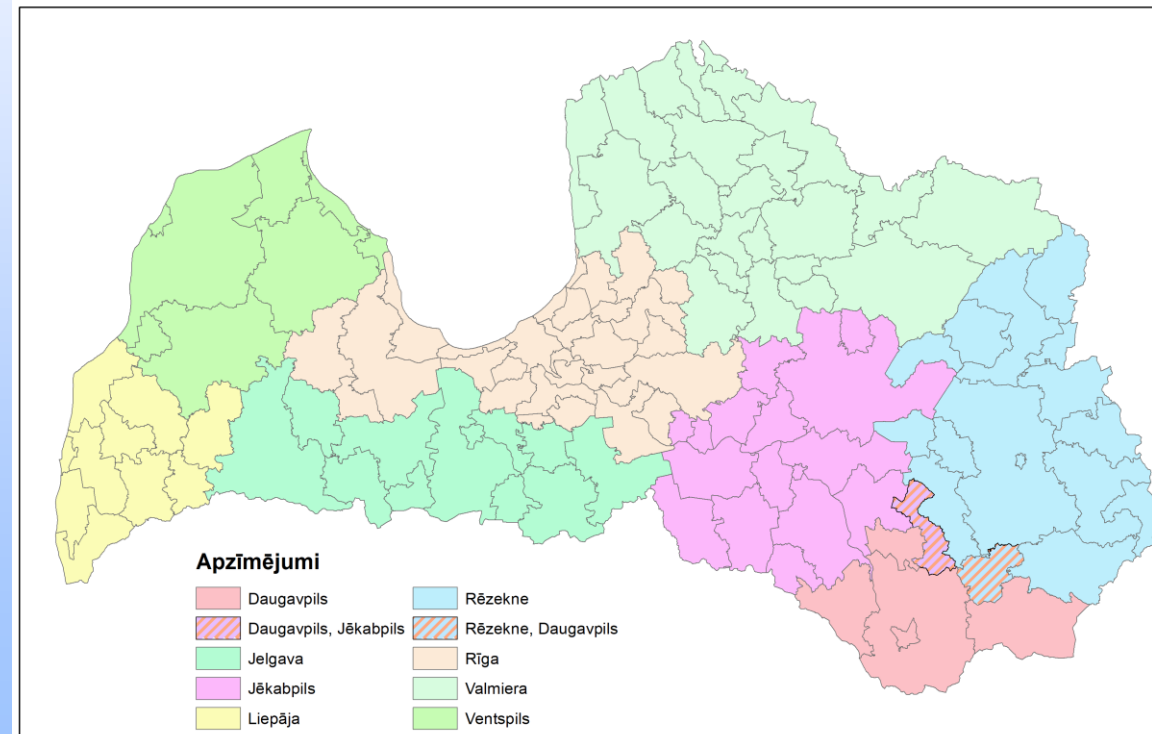 Apzīmējumi
Daugavpils
Daugavpils, Jēkabpils
Jelgava
Jēkabpils
Liepāja
Rēzekne
Rēzekne, Daugavpils
Rīga
Valmiera
Ventspils